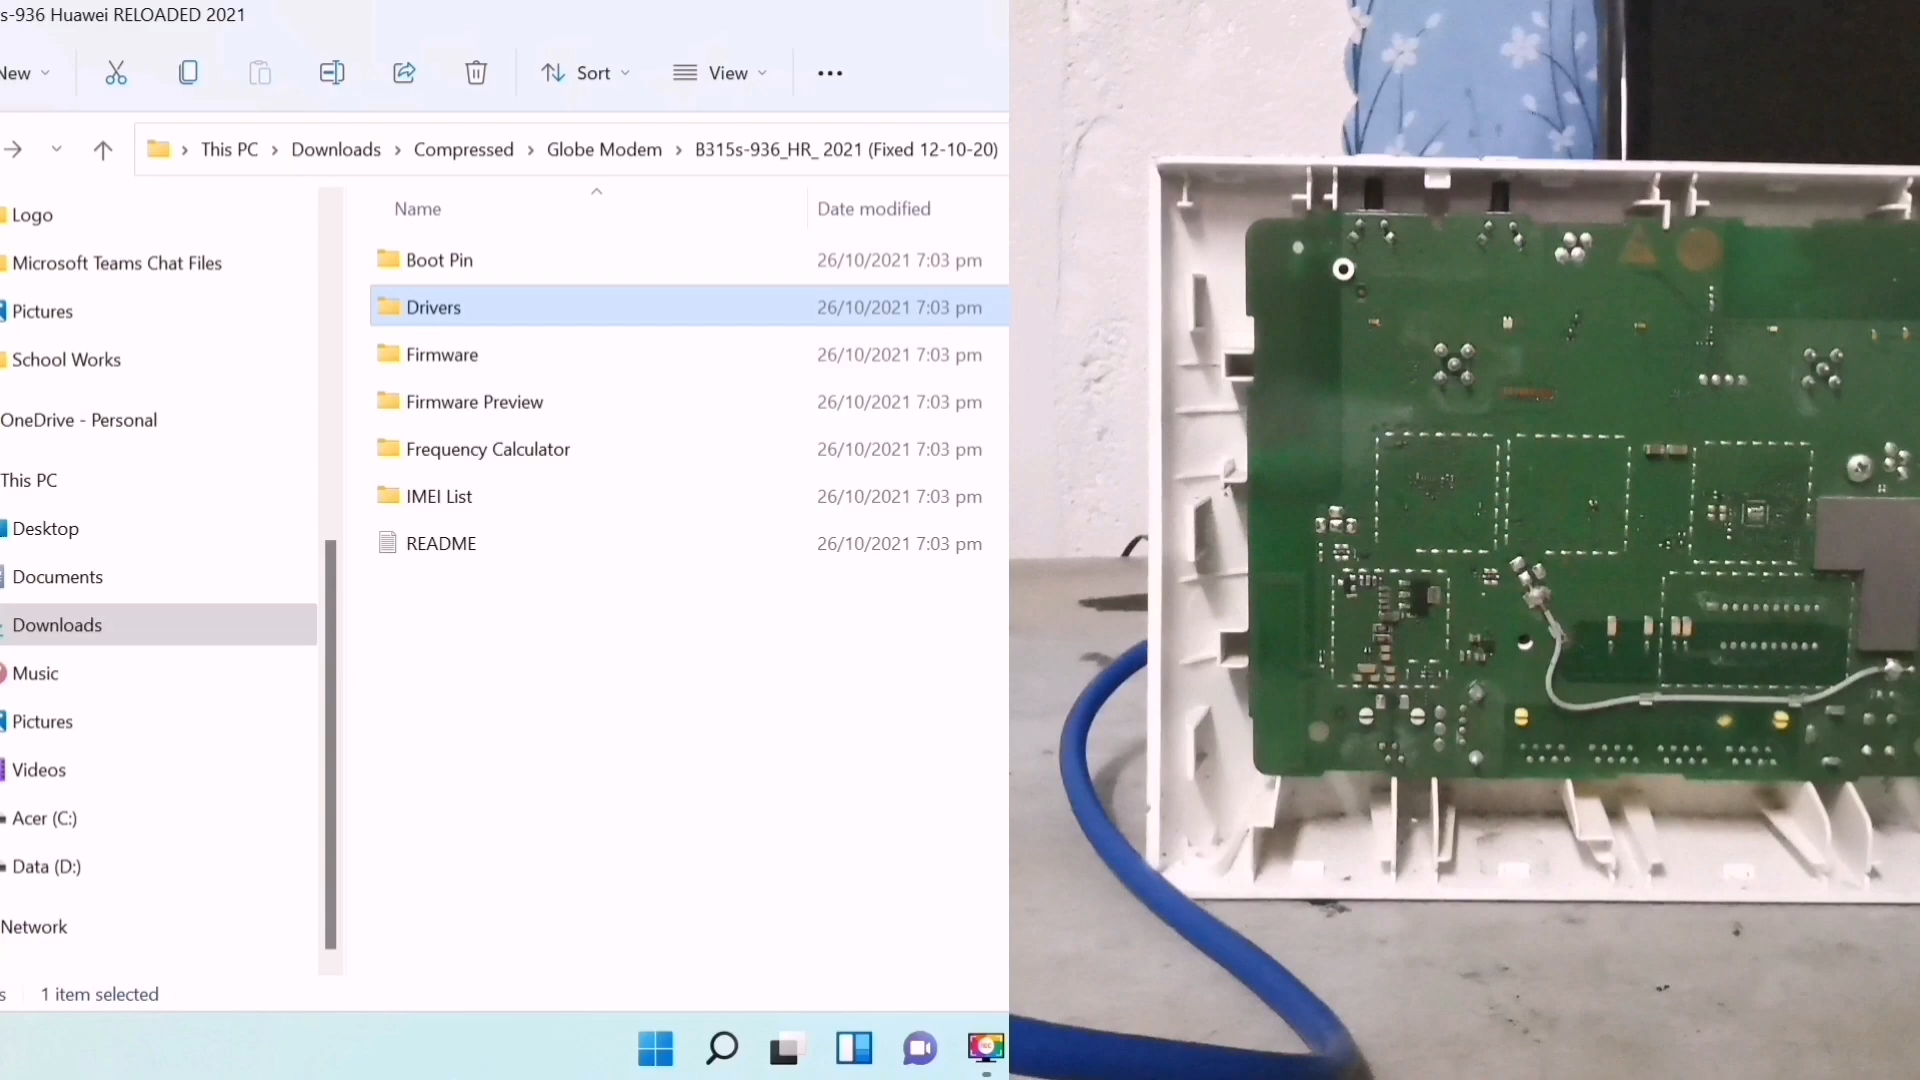 s-936 Huawei RELOADED 2021
New
Sort
View
This PC > Downloads > Compressed > Globe Modem > B315s-936_HR_ 2021 (Fixed 12-10-20)
Logo
Microsoft Teams Chat Files
Pictures
School Works
OneDrive - Personal
This PC
Desktop
Documents
Downloads
Music
Pictures
Videos
Acer (C:)
Data (D:)
Network
Name Date modified
Boot Pin 26/10/2021 7:03 pm
Drivers 26/10/2021 7:03 pm
Firmware 26/10/2021 7:03 pm
Firmware Preview 26/10/2021 7:03 pm
Frequency Calculator 26/10/2021 7:03 pm
IMEI List 26/10/2021 7:03 pm
README 26/10/2021 7:03 pm
s 1 item selected